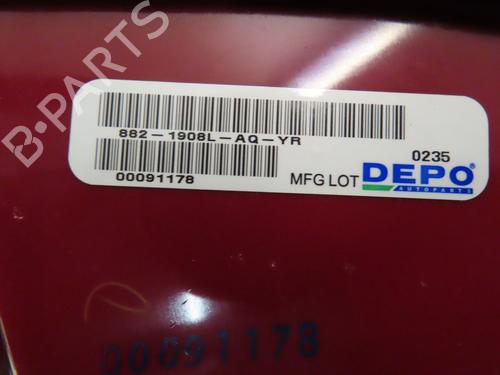 B-PARTS
882-1908L-AQ-YR
0235
00091178
MFG LOT
DEPO®
AUTOPARTS
00091178